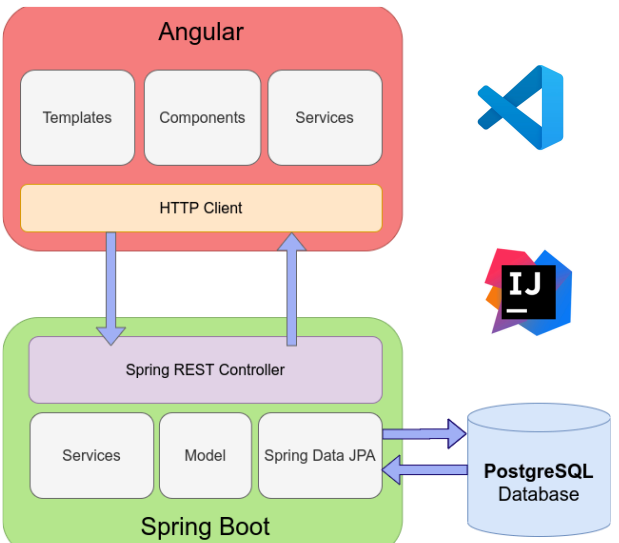 Angular
Templates
Components
Services
HTTP Client
IJ
Spring REST Controller
Services
Model
Spring Data JPA
PostgreSQL
Database
Spring Boot